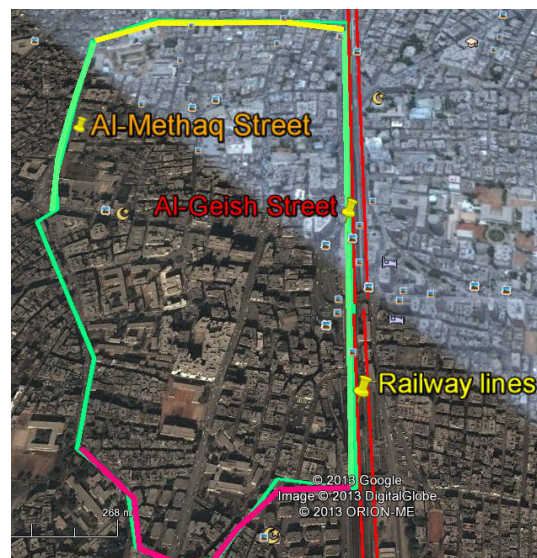 Al-Methaq Street
Al-Geish Street
Railway lines
© 2013 Google
Image © 2013 DigitalGlobe
© 2013 ORION-ME
268 m